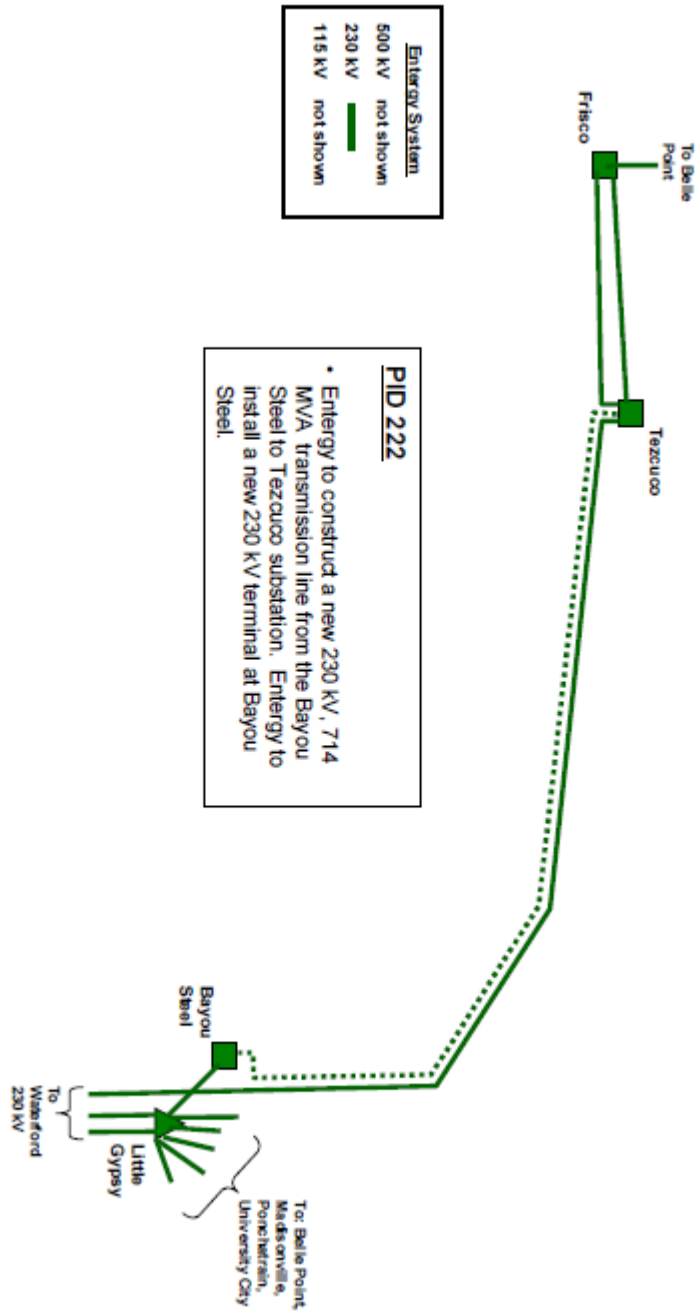 To Belle
Point
Frisco
Tezcuco
Entergy System
500 kV not shown
230 kV
115 kV not shown
PID 222
• Entergy to construct a new 230 kV, 714
MVA transmission line from the Bayou
Steel to Tezcuco substation. Entergy to
install a new 230 kV terminal at Bayou
Steel.
Bayou
Steel
To
Waterford
230 kV
Little
Gypsy
To: Belle Point,
Madisonville,
Ponchatrain,
University City